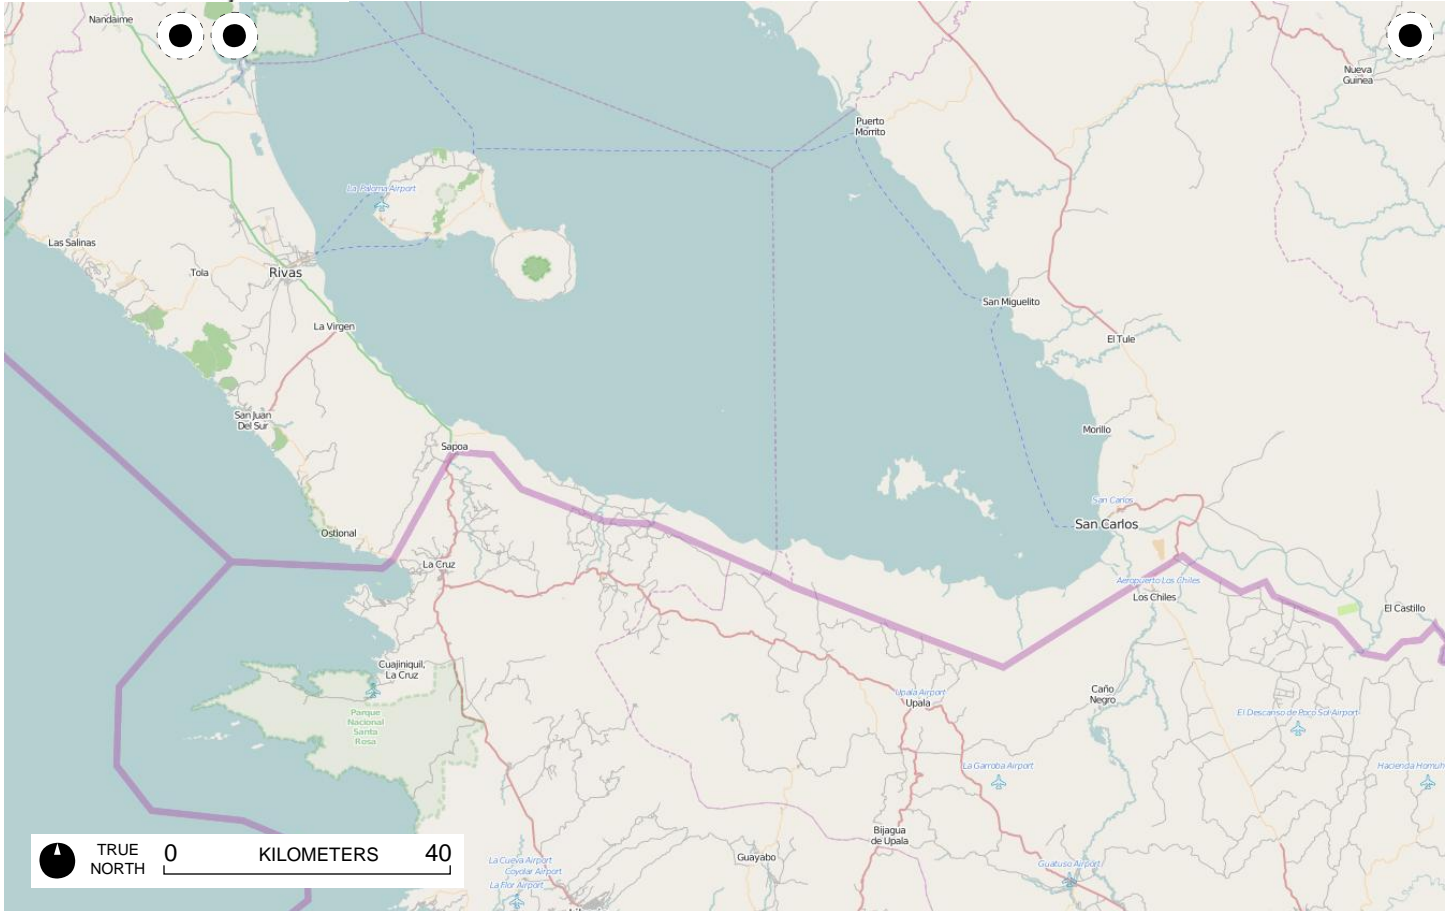 Nandaime
Nueva
Guinea
Puerto
Morrito
La Paloma Airport
Las Salinas
Tola
Rivas
San Miguelito
La Virgen
El Tule
San Juan
Del Sur
Morillo
Sapoa
San Carlos
San Carlos
Ostional
La Cruz
Aeropuerto Los Chiles
Los Chiles
El Castillo
Cuajiniquil,
La Cruz
Caño
Negro
Upala Airport
Upala
Parque
Nacional
Santa
Rosa
El Descanso de Poco Sol Airport
La Garroba Airport
Bijagua
de Upala
TRUE
NORTH
0 KILOMETERS 40
Guayabo
La Cueva Airport
Coyolar Airport
La Flor Airport
Guatuso Airport